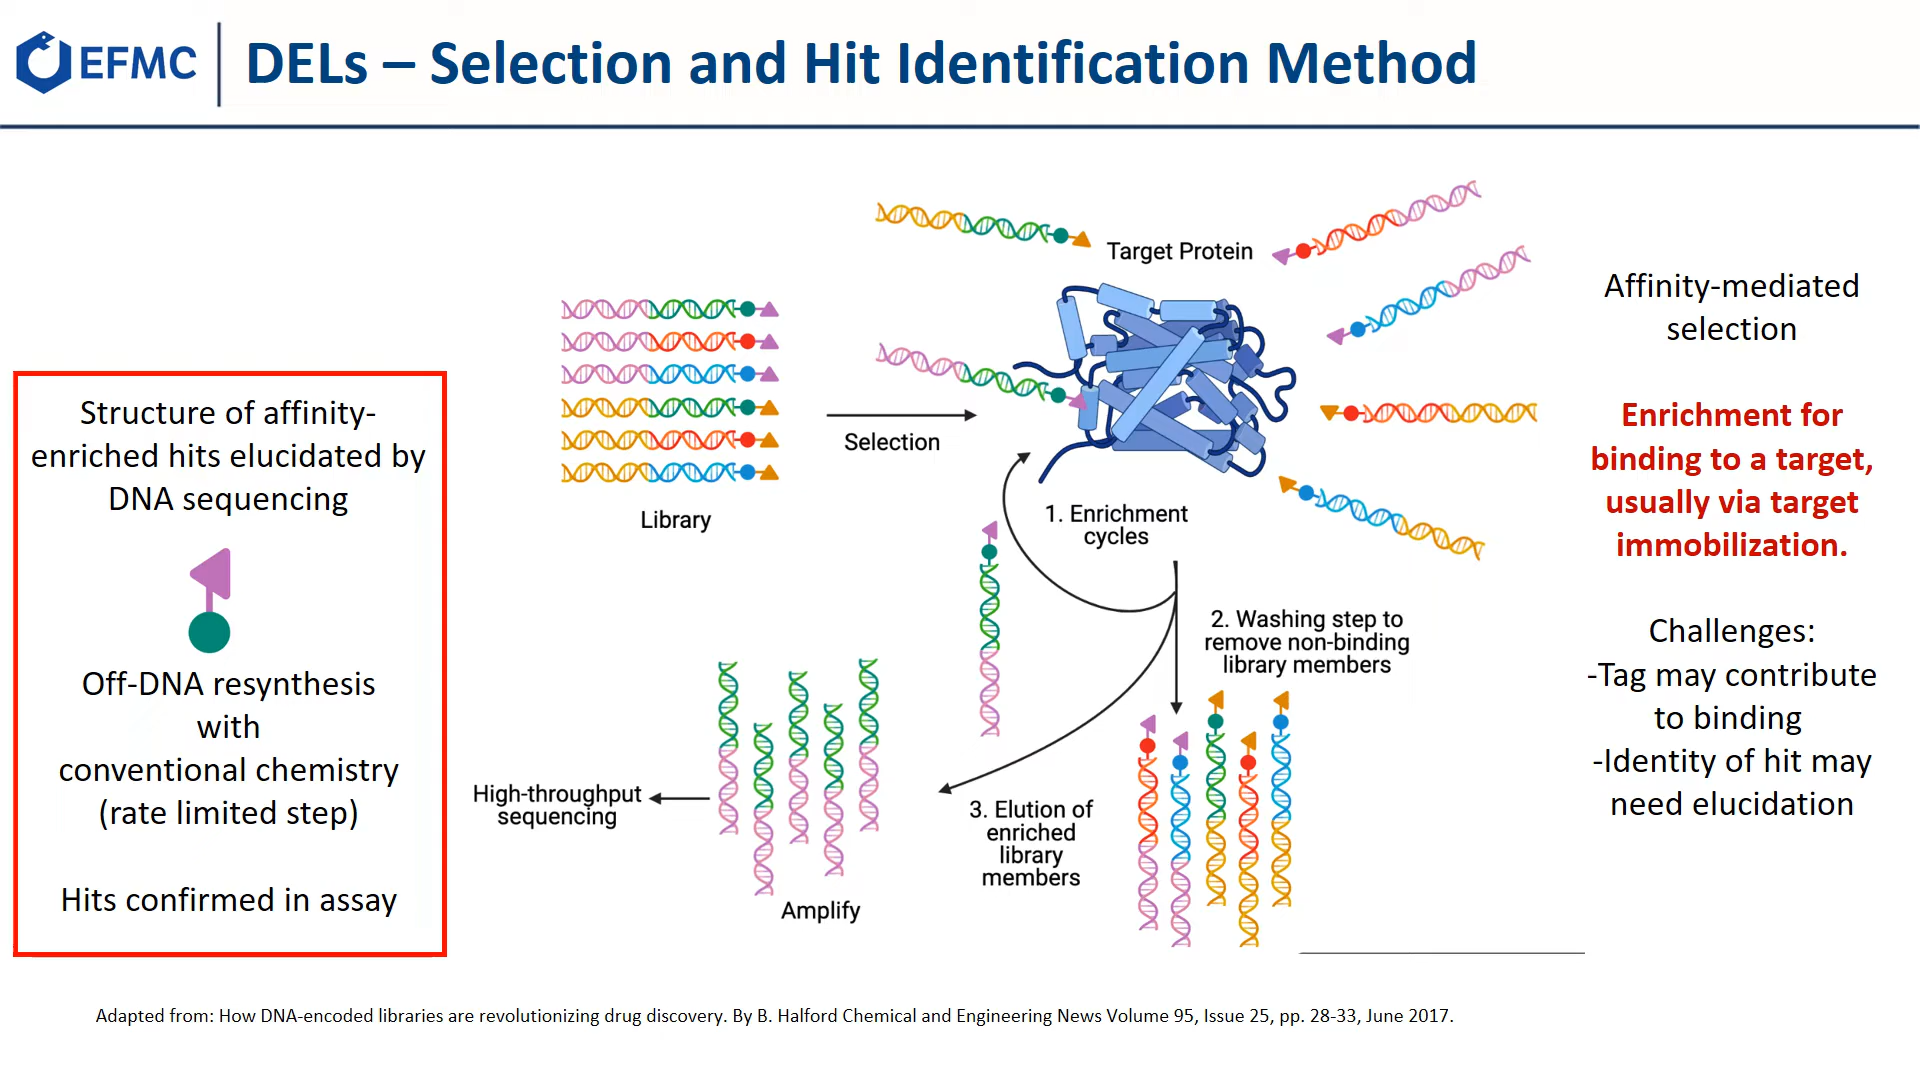 EFMC
DELs – Selection and Hit Identification Method
Structure of affinity-
enriched hits elucidated by
DNA sequencing
Off-DNA resynthesis
with
conventional chemistry
(rate limited step)
Hits confirmed in assay
Library
Selection
Target Protein
1. Enrichment
cycles
2. Washing step to
remove non-binding
library members
3. Elution of
enriched
library
members
Amplify
High-throughput
sequencing
Affinity-mediated
selection
Enrichment for
binding to a target,
usually via target
immobilization.
Challenges:
-Tag may contribute
to binding
-Identity of hit may
need elucidation
Adapted from: How DNA-encoded libraries are revolutionizing drug discovery. By B. Halford Chemical and Engineering News Volume 95, Issue 25, pp. 28-33, June 2017.